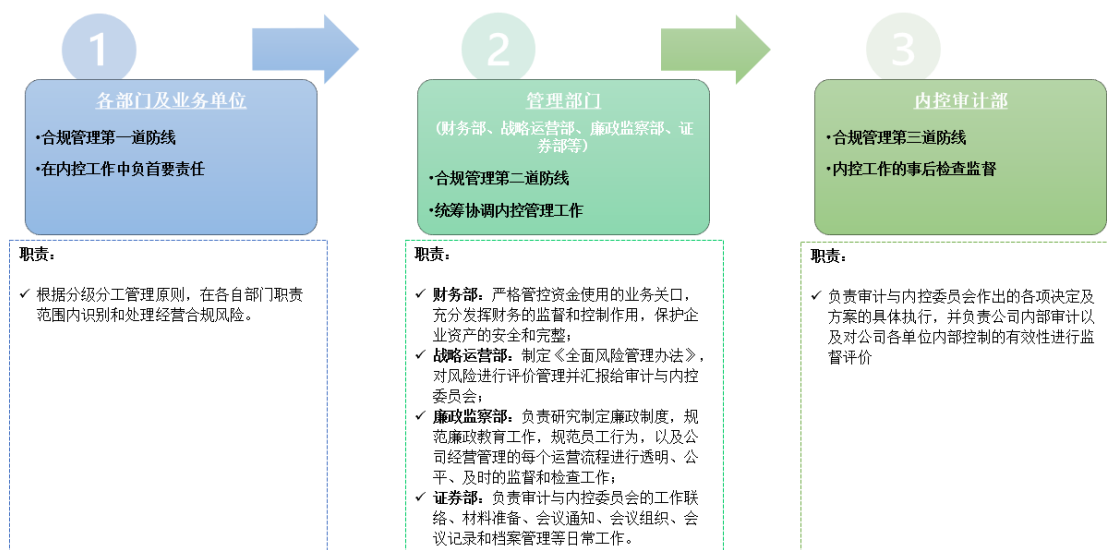 1
各部门及业务单位
•合规管理第一道防线
•在内控工作中负首要责任
职责：
✓ 根据分级分工管理原则，在各自部门职责
范围内识别和处理经营合规风险。
2
管理部门
(财务部、战略运营部、廉政监察部、证
券部等)
•合规管理第二道防线
•统筹协调内控管理工作
职责：
✓ 财务部：严格管控资金使用的业务关口，
充分发挥财务的监督和控制作用，保护企
业资产的安全和完整；
✓ 战略运营部：制定《全面风险管理办法》，
对风险进行评价管理并汇报给审计与内控
委员会；
✓ 廉政监察部：负责研究制定廉政制度，规
范廉政教育工作，规范员工行为，以及公
司经营管理的每个运营流程进行透明、公
平、及时的监督和检查工作；
✓ 证券部：负责审计与内控委员会的工作联
络、材料准备、会议通知、会议组织、会
议记录和档案管理等日常工作。
3
内控审计部
•合规管理第三道防线
•内控工作的事后检查监督
职责：
✓ 负责审计与内控委员会作出的各项决定及
方案的具体执行，并负责公司内部审计以
及对公司各单位内部控制的有效性进行监
督评价